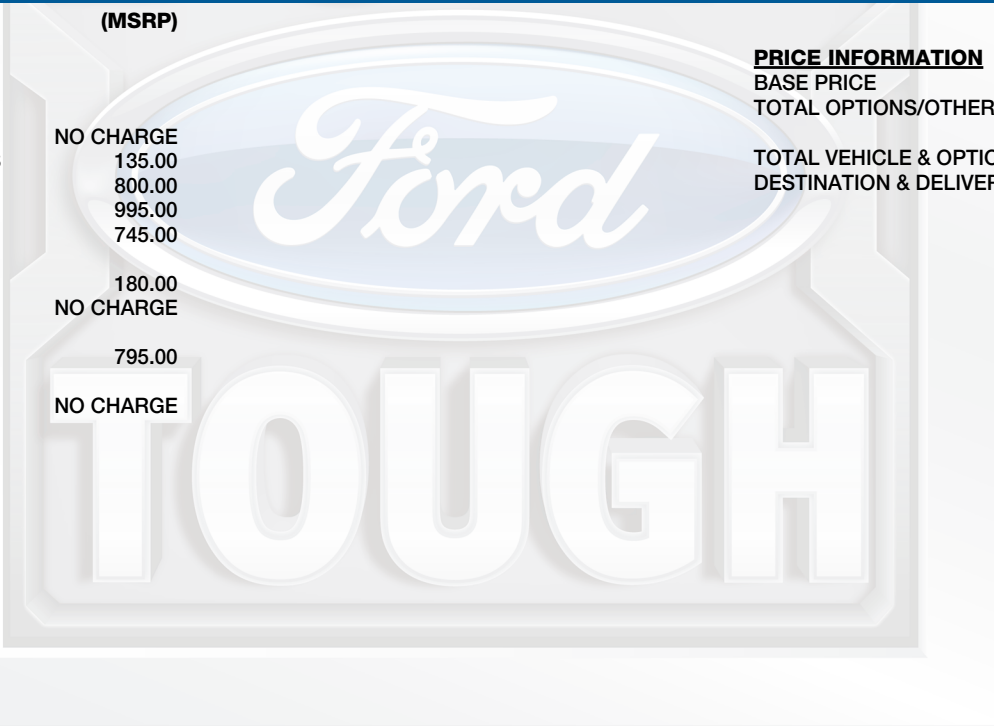 (MSRP)
NO CHARGE
135.00
800.00
995.00
745.00
180.00
NO CHARGE
795.00
NO CHARGE
PRICE INFORMATION
BASE PRICE
TOTAL OPTIONS/OTHER
TOTAL VEHICLE & OPTIO
DESTINATION & DELIVER
Ford
TOUGH